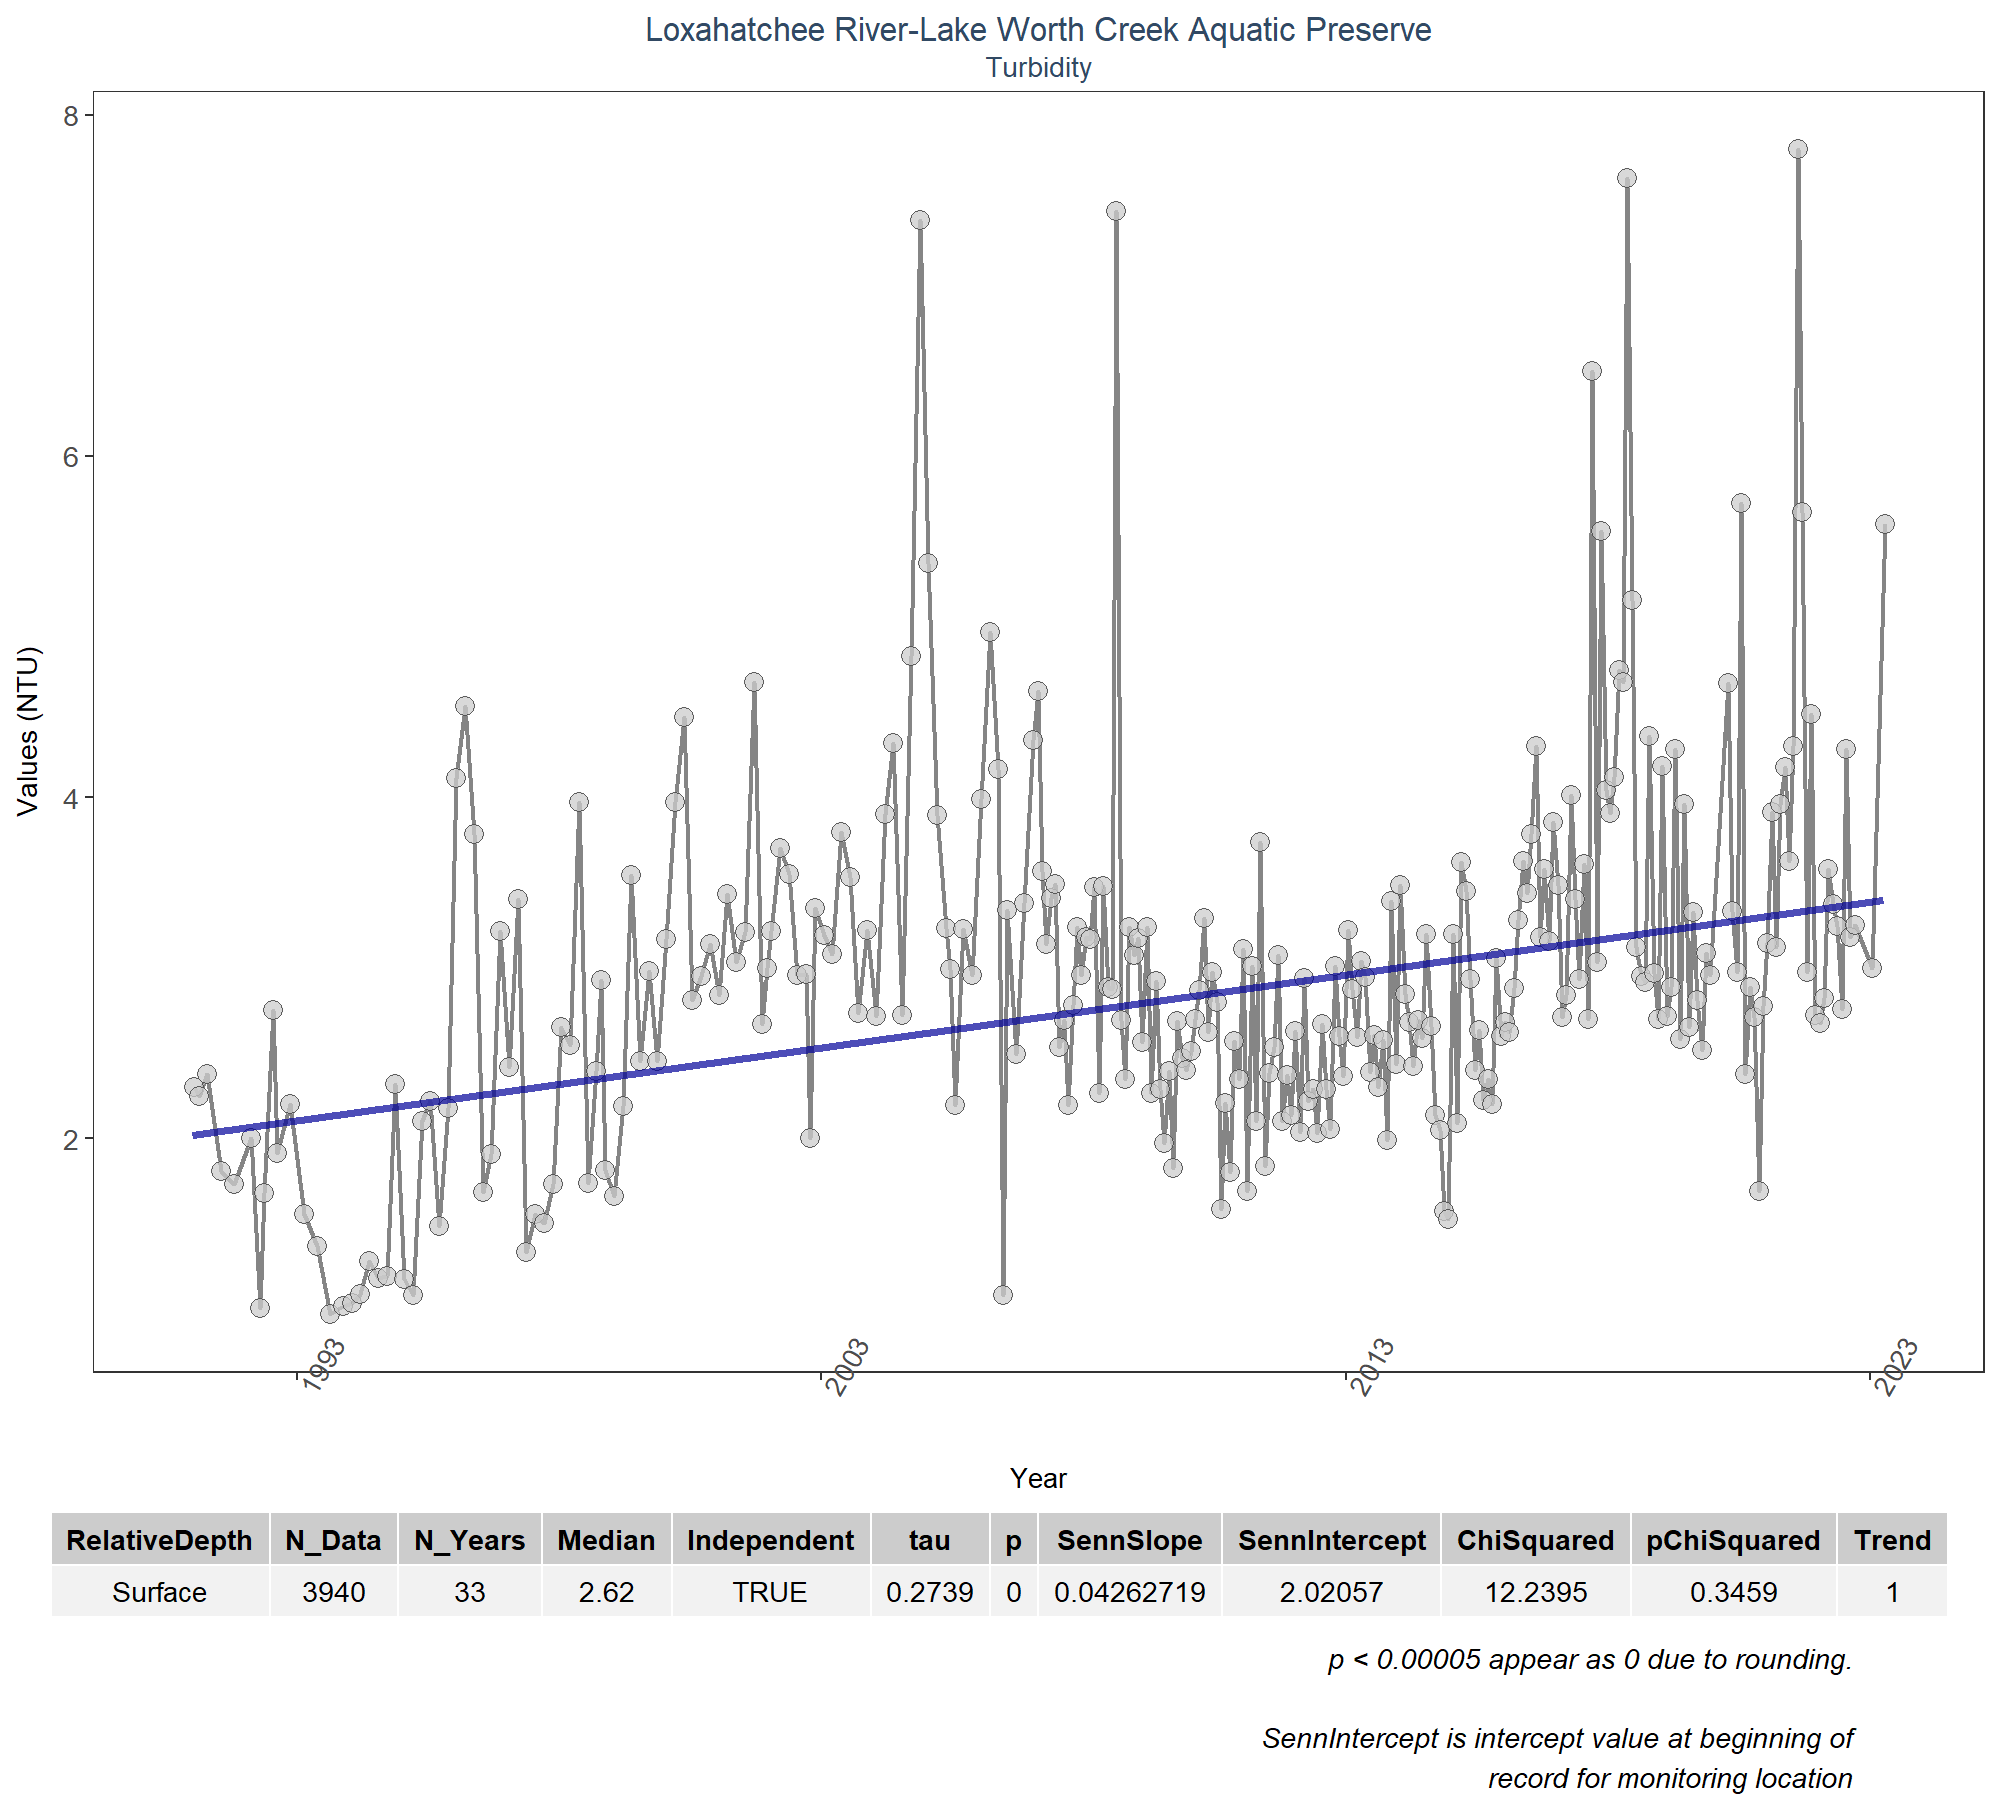 Loxahatchee River-Lake Worth Creek Aquatic Preserve
Turbidity
8
6
4
2
Values (NTU)
1993 2003 2013 2023
Year
RelativeDepth N_Data N_Years Median Independent tau p SennSlope SennIntercept ChiSquared pChiSquared Trend
Surface 3940 33 2.62 TRUE 0.2739 0 0.04262719 2.02057 12.2395 0.3459 1
p < 0.00005 appear as 0 due to rounding.
SennIntercept is intercept value at beginning of
record for monitoring location